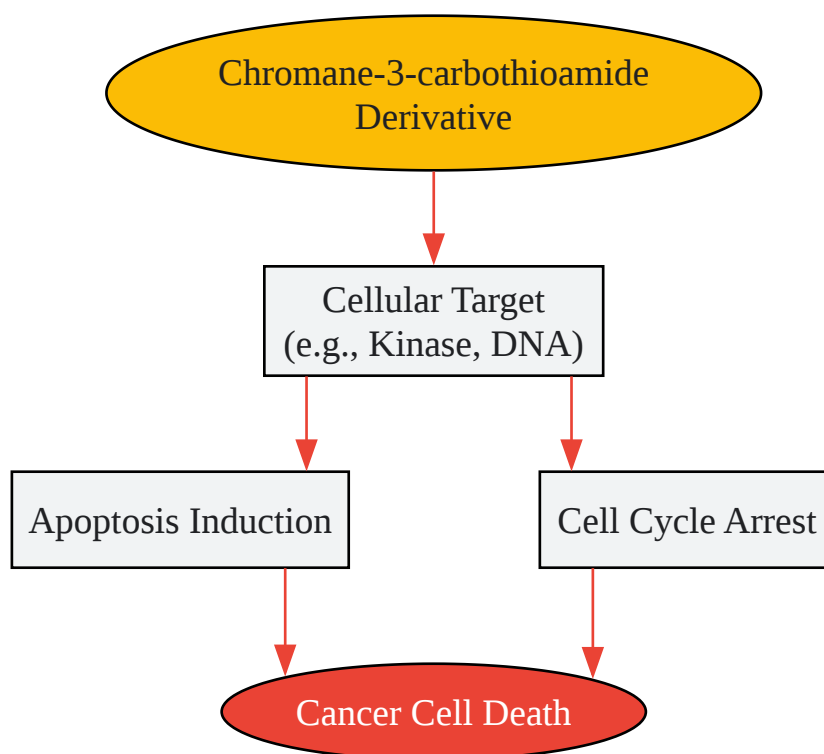 Chromane-3-carbothioamide
Derivative
Cellular Target
(e.g., Kinase, DNA)
Apoptosis Induction
Cell Cycle Arrest
Cancer Cell Death